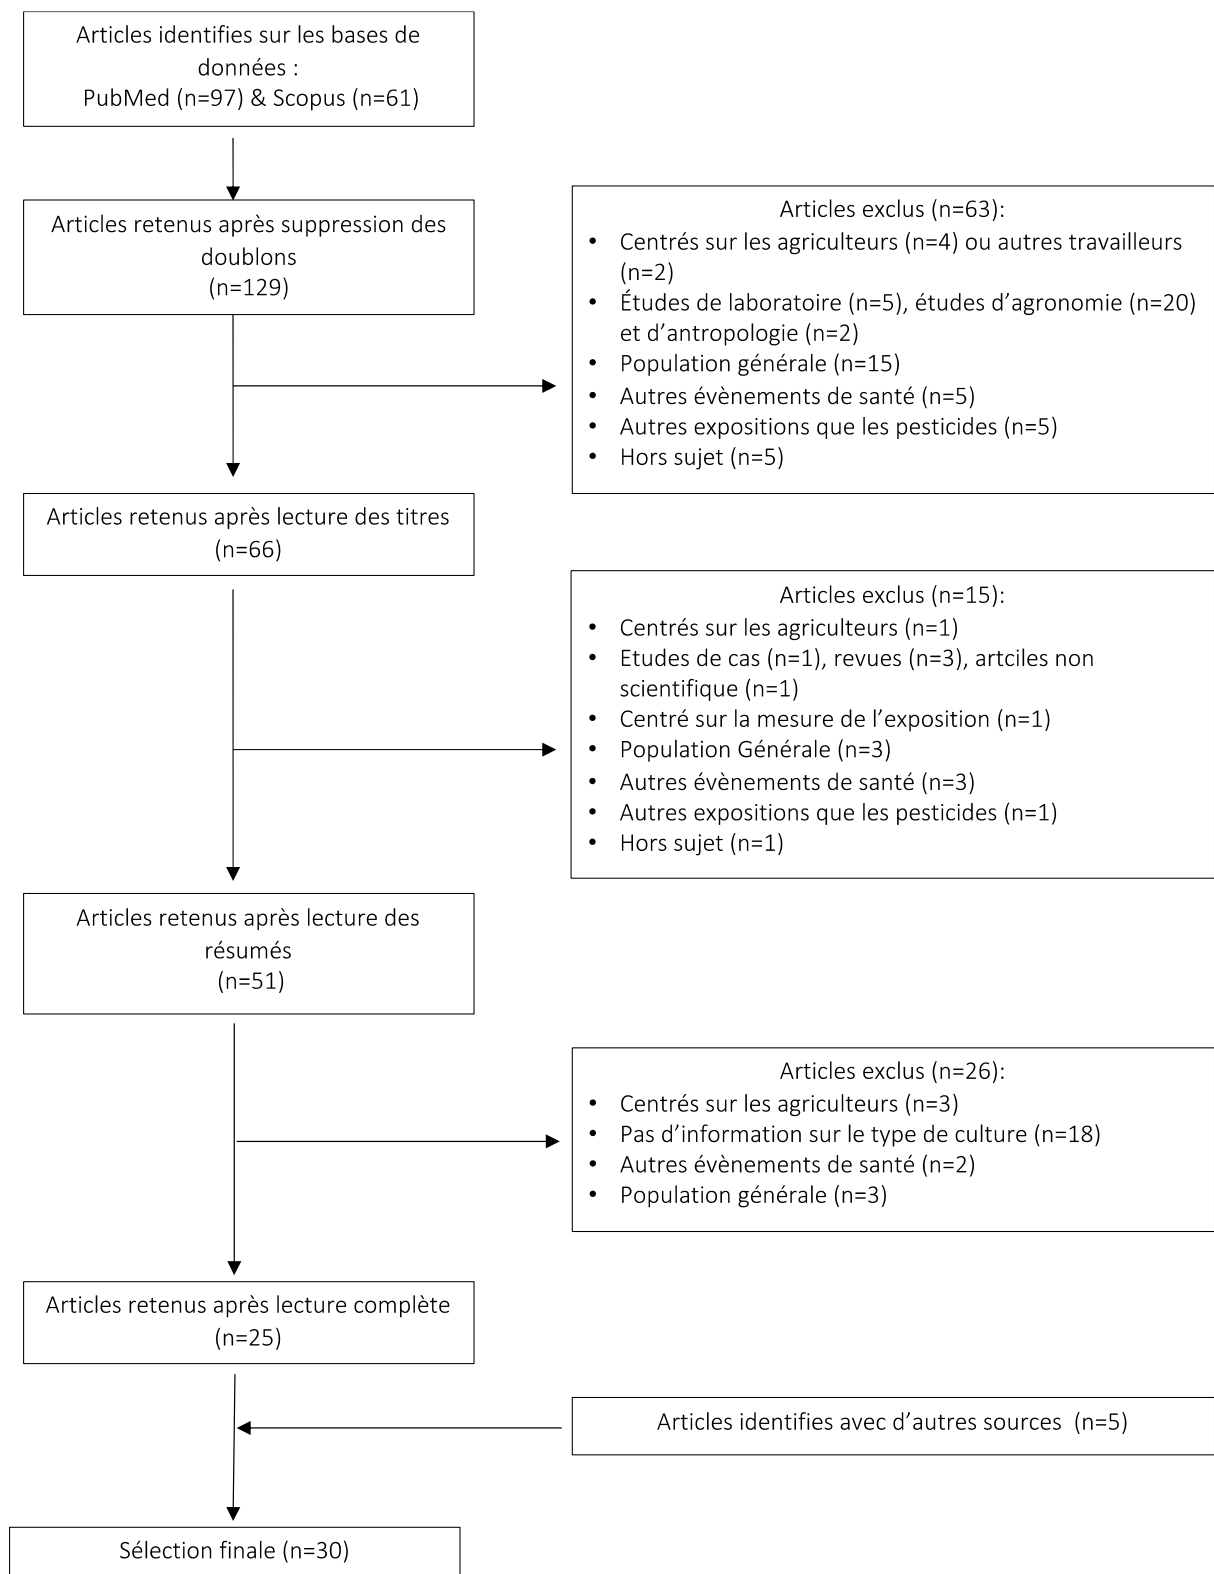 Articles identifies sur les bases de
données :
PubMed (n=97) & Scopus (n=61)
Articles retenus après suppression des
doublons
(n=129)
Articles exclus (n=63):
• Centrés sur les agriculteurs (n=4) ou autres travailleurs
(n=2)
• Études de laboratoire (n=5), études d’agronomie (n=20)
et d’antropologie (n=2)
• Population générale (n=15)
• Autres évènements de santé (n=5)
• Autres expositions que les pesticides (n=5)
• Hors sujet (n=5)
Articles retenus après lecture des titres
(n=66)
Articles exclus (n=15):
• Centrés sur les agriculteurs (n=1)
• Etudes de cas (n=1), revues (n=3), artciles non
scientifique (n=1)
• Centré sur la mesure de l’exposition (n=1)
• Population Générale (n=3)
• Autres évènements de santé (n=3)
• Autres expositions que les pesticides (n=1)
• Hors sujet (n=1)
Articles retenus après lecture des
résumés
(n=51)
Articles exclus (n=26):
• Centrés sur les agriculteurs (n=3)
• Pas d’information sur le type de culture (n=18)
• Autres évènements de santé (n=2)
• Population générale (n=3)
Articles retenus après lecture complète
(n=25)
Articles identifies avec d’autres sources (n=5)
Sélection finale (n=30)